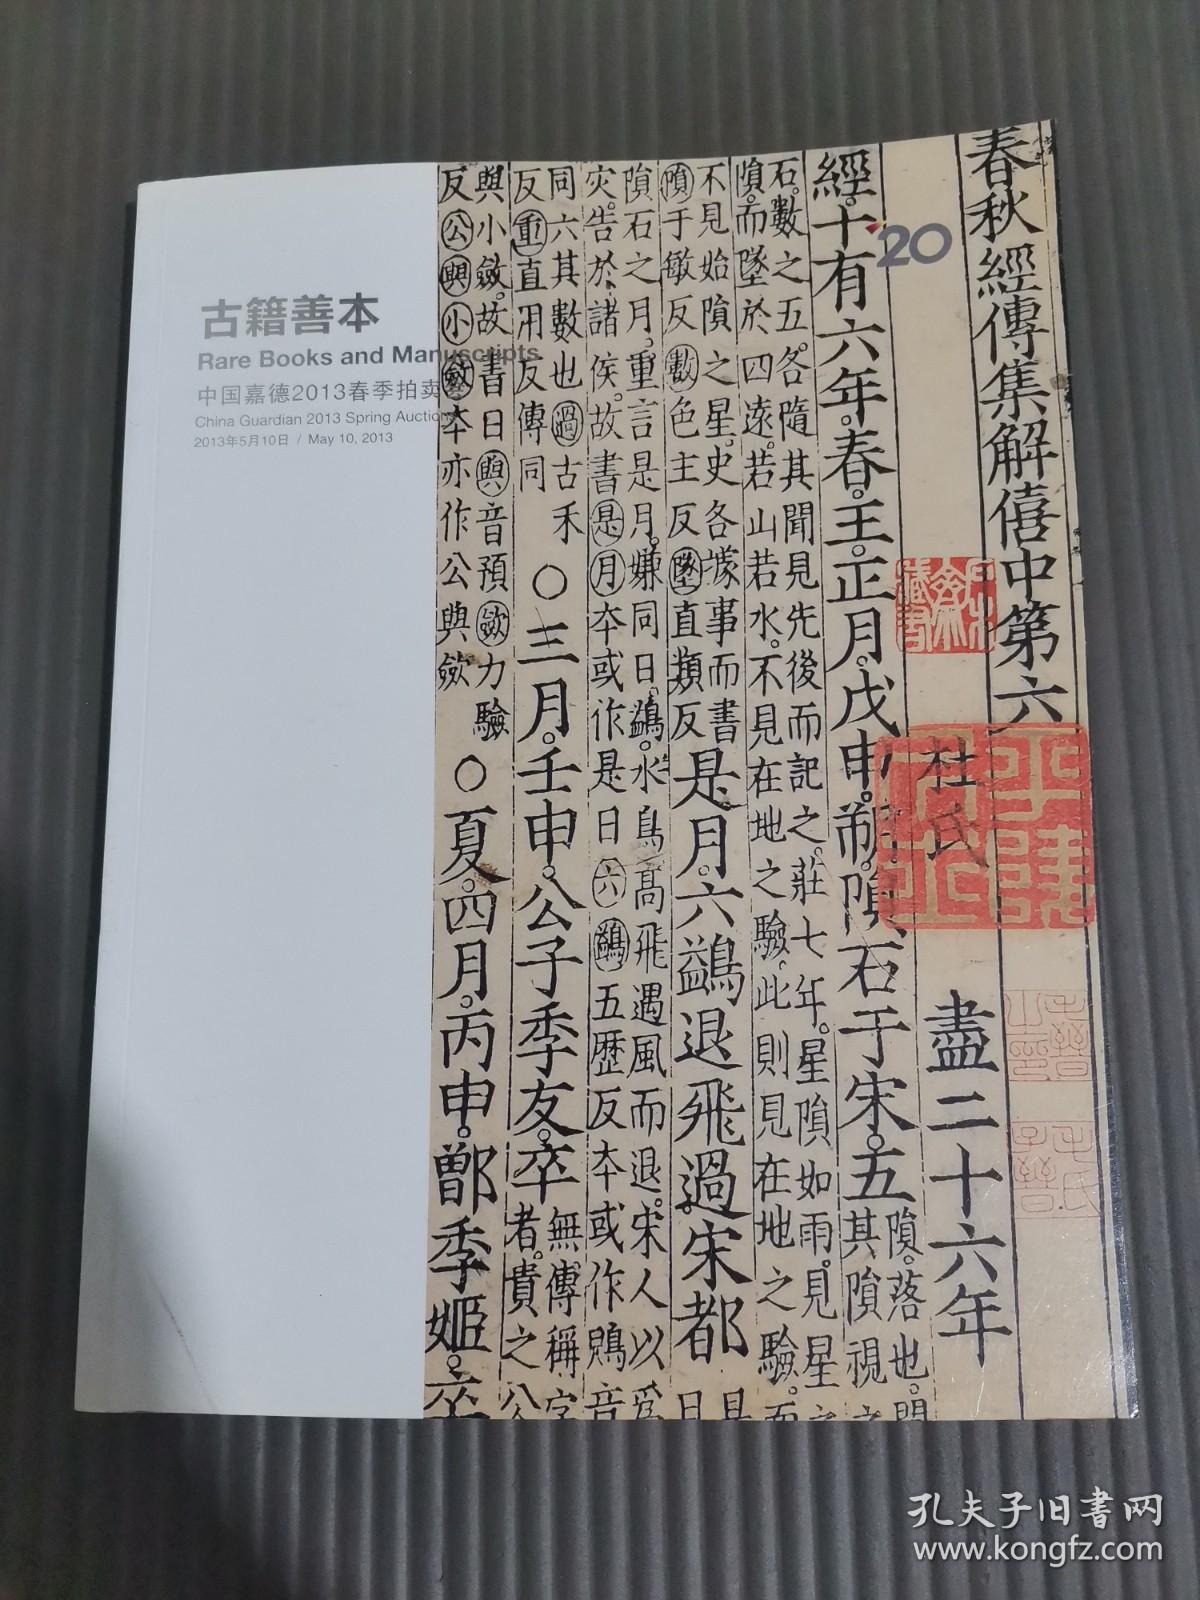 古籍善本
Rare Books and Manuscripts
中国嘉德2013春季拍卖会
China Guardian 2013 Spring Auctions
2013年5月10日 / May 10, 2013
20
春秋經傳集解僖中第六
杜氏 盡二十六年
經十有六年春王正月戊申朔隕石于宋五
隕落也聞
其隕視之
石數之五各隨其聞見先後而記之莊七年星隕如雨見星之
隕而墜於四遠若山若水不見在地之驗此則見在地之驗而
不見始隕之星史各據事而書
隕于敏反數色主反墜直類反
是月六鷁退飛過宋都
隕石之月重言是月嫌同日鷁水鳥高飛遇風而退宋人以為
災告於諸侯故書是月本或作是日六鷁五歷反本或作鶂音
同六其數也過古禾
反重直用反傳同
○三月壬申公子季友卒
無傳稱字
者貴之公
與小斂故書日與音預斂力驗
反公與小斂本亦作公與斂
○夏四月丙申鄫季姬卒
孔夫子旧书网
www.kongfz.com